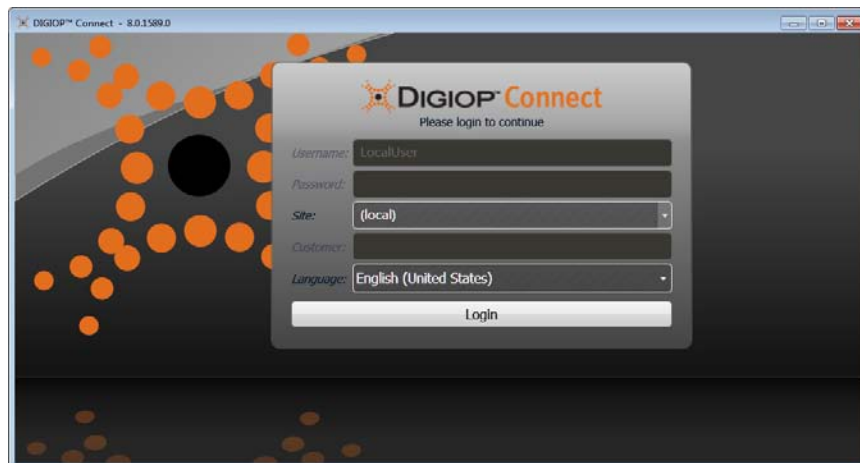 DIGIOP™ Connect - 8.0.1589.0
DIGIOP™ Connect
Please login to continue
Username: LocalUser
Password:
Site: (local)
Customer:
Language: English (United States)
Login